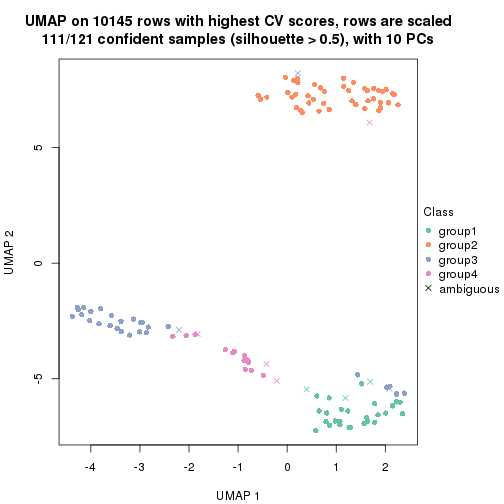 UMAP on 10145 rows with highest CV scores, rows are scaled
111/121 confident samples (silhouette > 0.5), with 10 PCs
5
0
-5
UMAP 2
-4
-3
-2
-1
0
1
2
UMAP 1
Class
group1
group2
group3
group4
ambiguous